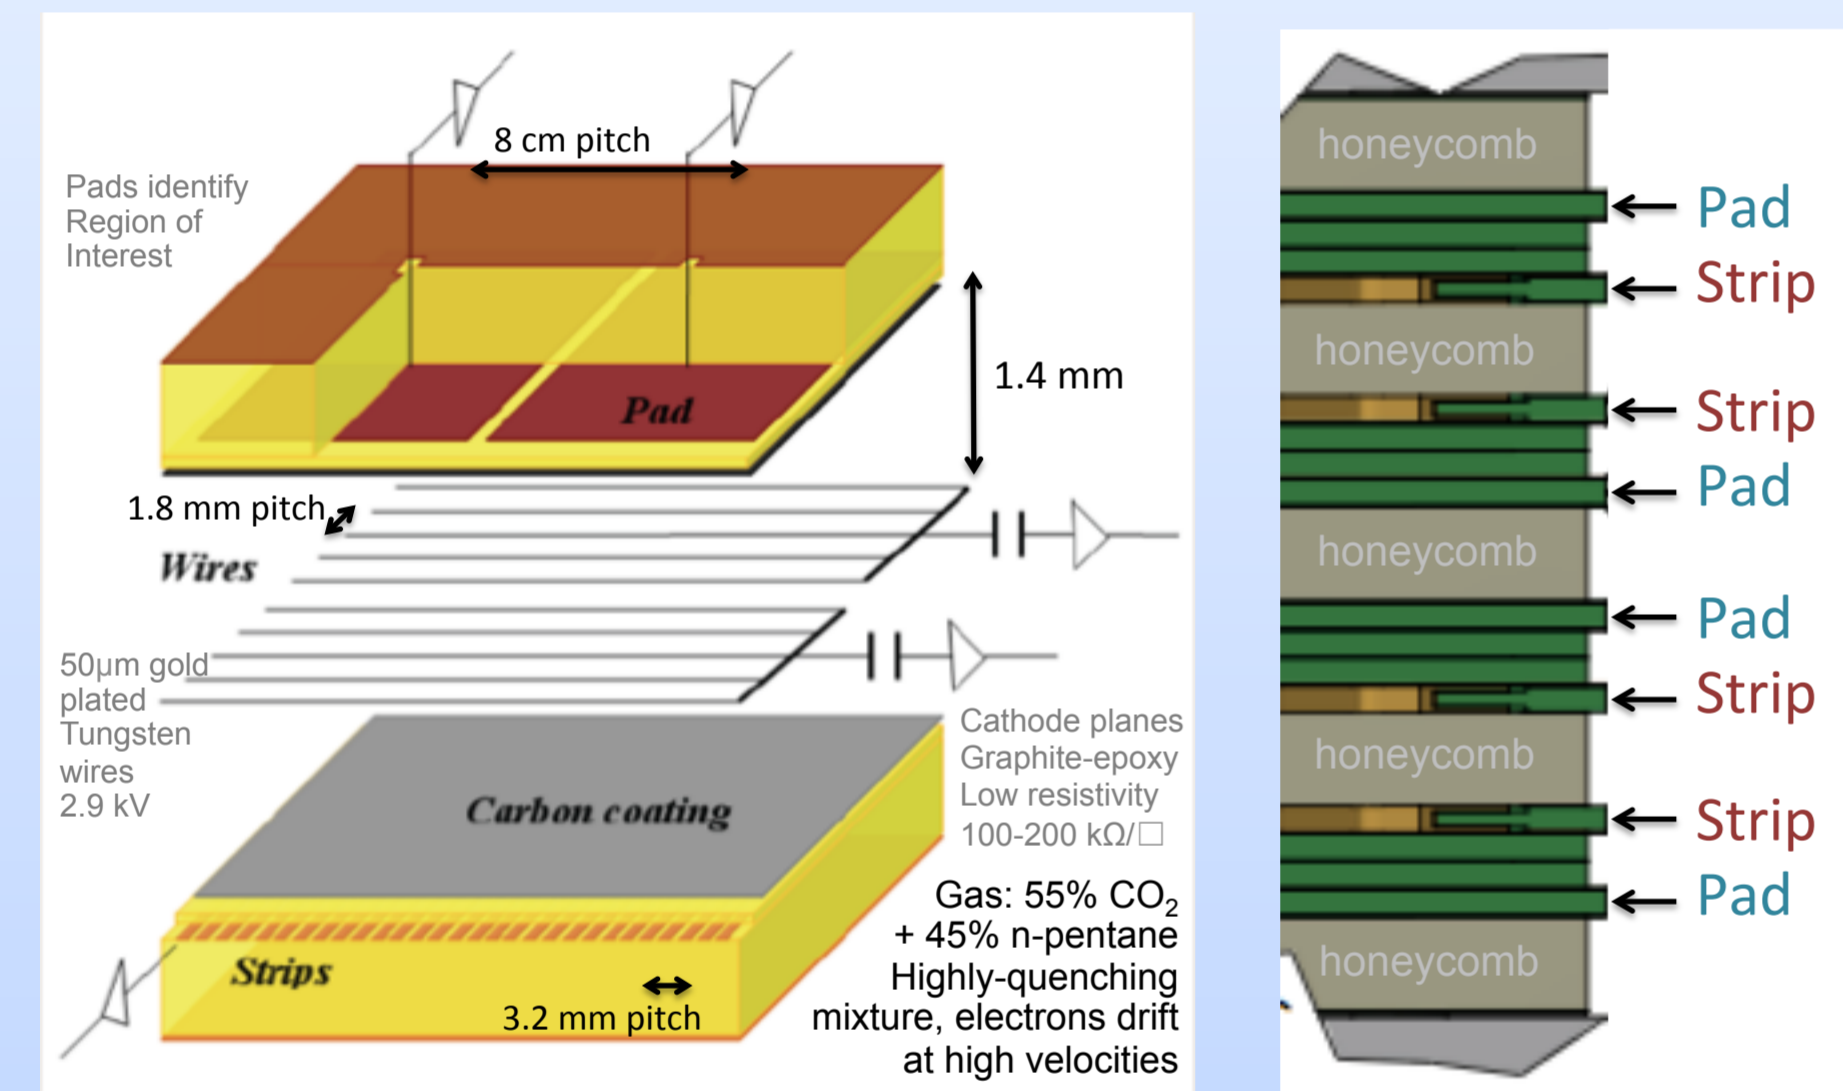 8 cm pitch
Pads identify
Region of
Interest
Pad
1.4 mm
1.8 mm pitch
Wires
50μm gold
plated
Tungsten
wires
2.9 kV
Carbon coating
Cathode planes
Graphite-epoxy
Low resistivity
100-200 kΩ/□
Strips
3.2 mm pitch
Gas: 55% CO₂
+ 45% n-pentane
Highly-quenching
mixture, electrons drift
at high velocities
honeycomb
Pad
Strip
honeycomb
Strip
Pad
honeycomb
Pad
Strip
honeycomb
Strip
Pad
honeycomb